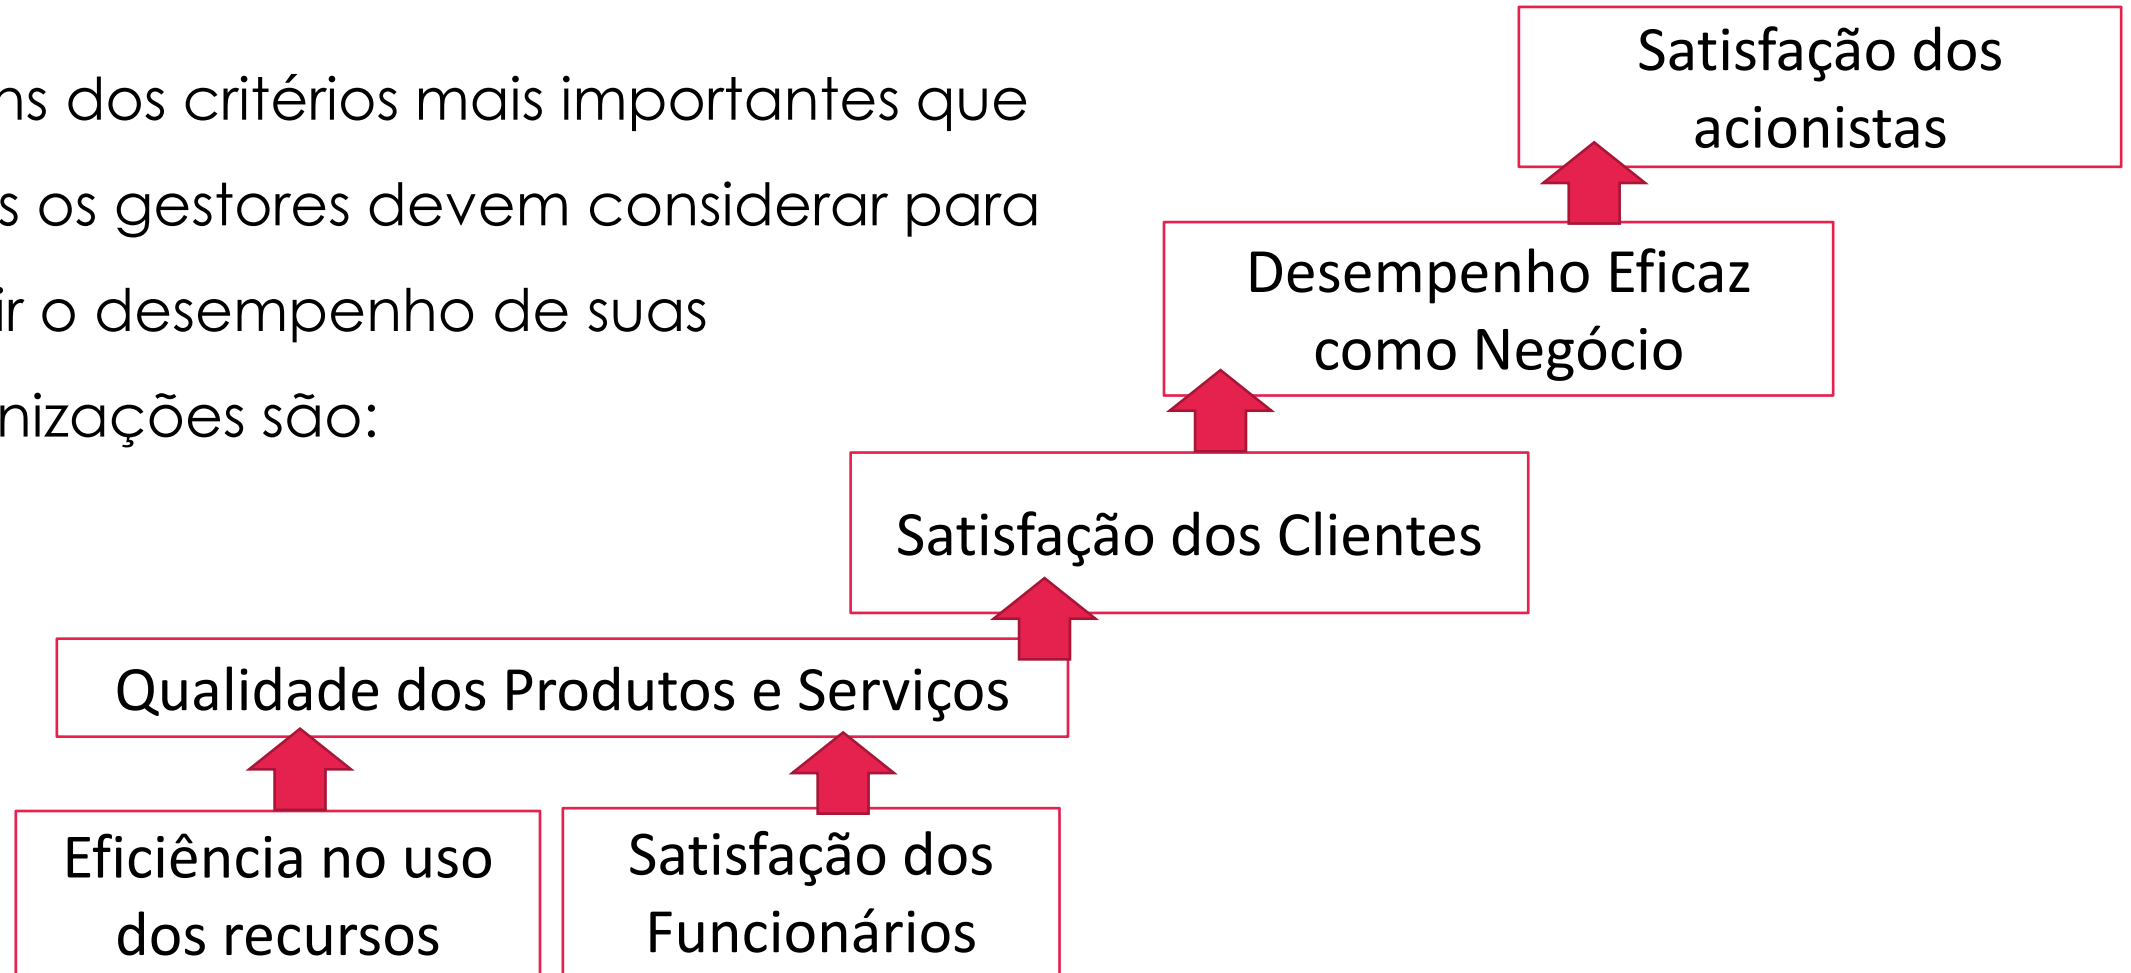 ns dos critérios mais importantes que
s os gestores devem considerar para
ir o desempenho de suas
nizações são:
Satisfação dos
acionistas
Desempenho Eficaz
como Negócio
Satisfação dos Clientes
Qualidade dos Produtos e Serviços
Eficiência no uso
dos recursos
Satisfação dos
Funcionários